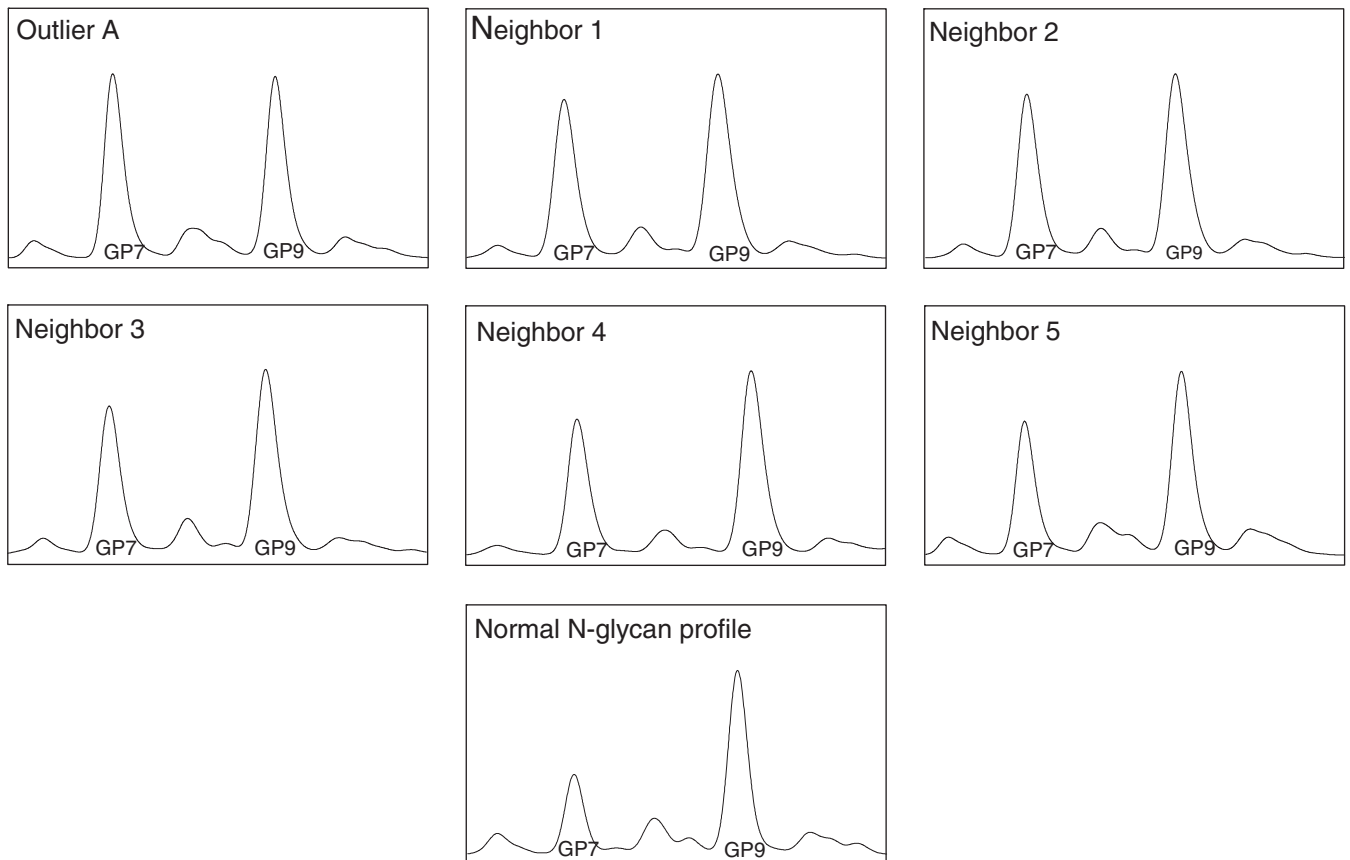 Outlier A
GP7
GP9
Neighbor 1
GP7
GP9
Neighbor 2
GP7
GP9
Neighbor 3
GP7
GP9
Neighbor 4
GP7
GP9
Neighbor 5
GP7
GP9
Normal N-glycan profile
GP7
GP9